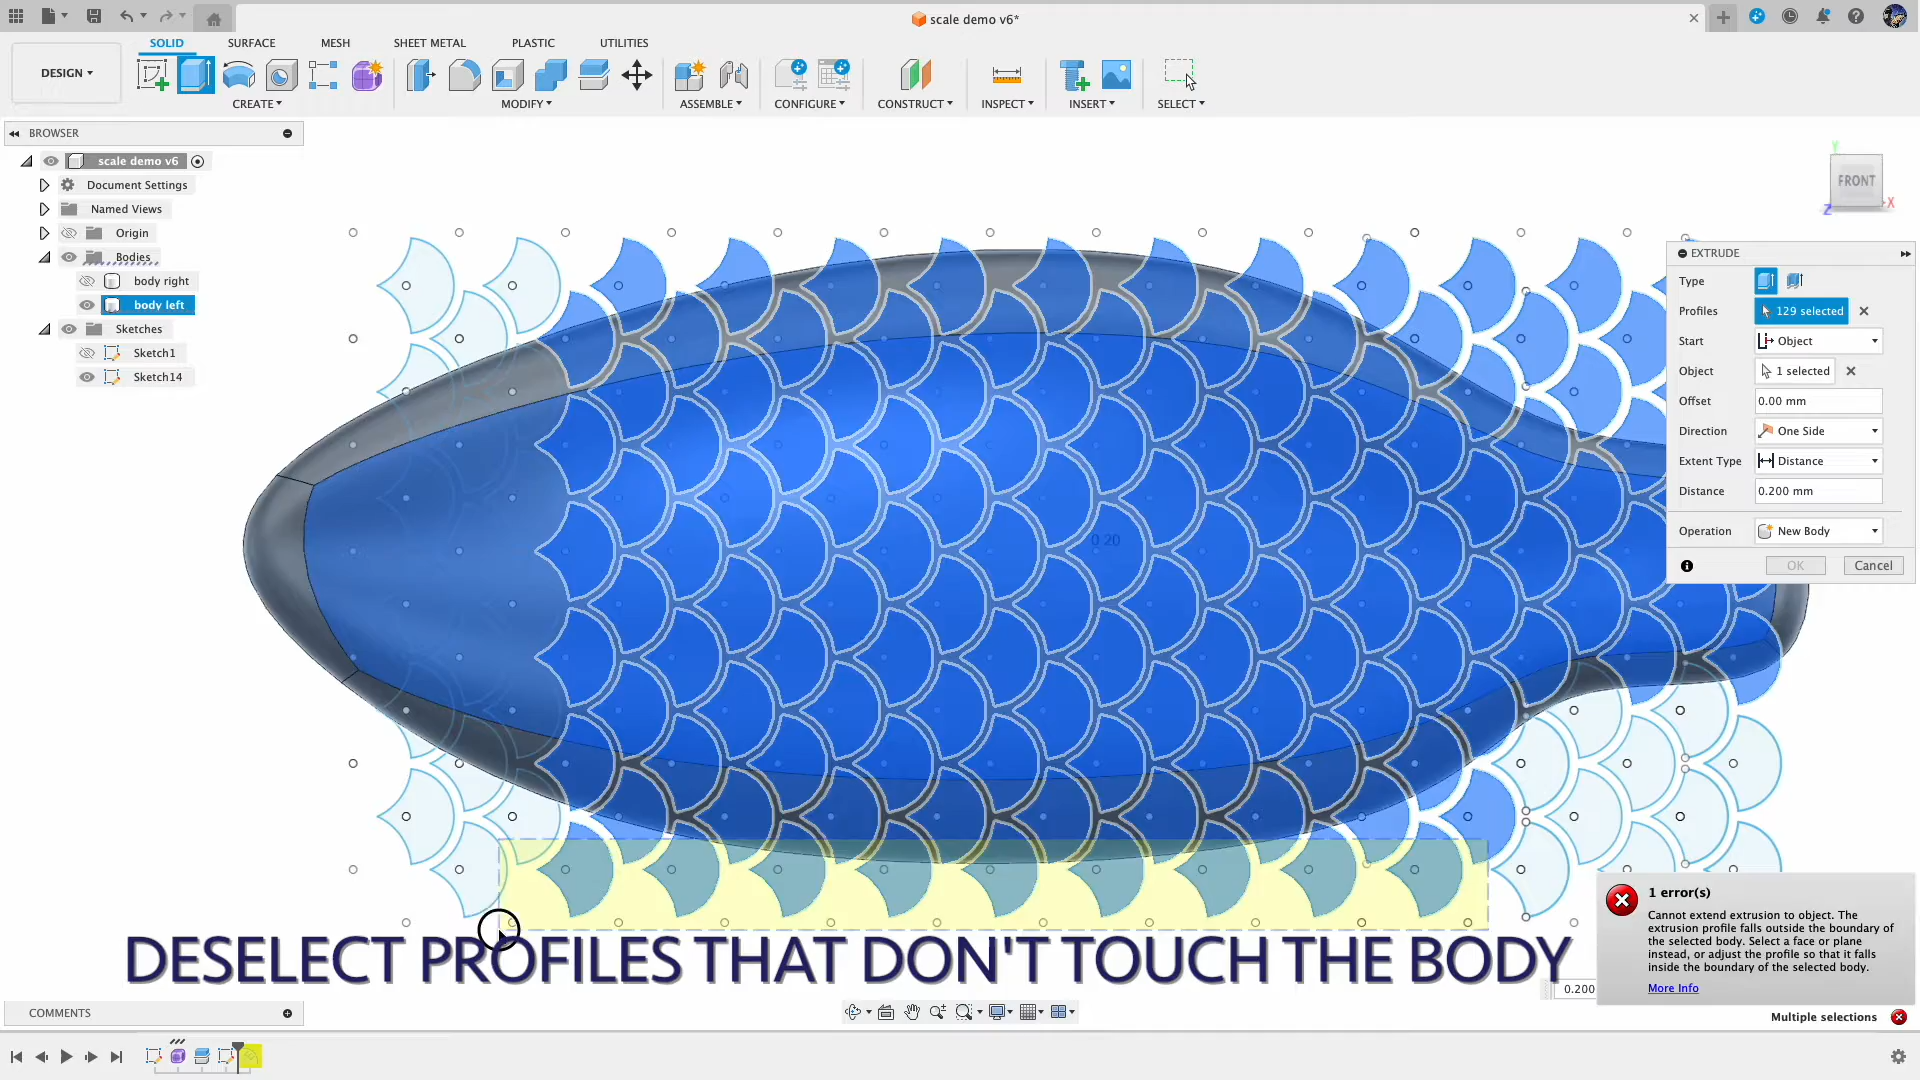 scale demo v6*
DESIGN
SOLID
SURFACE
MESH
SHEET METAL
PLASTIC
UTILITIES
CREATE
MODIFY
ASSEMBLE
CONFIGURE
CONSTRUCT
INSPECT
INSERT
SELECT
BROWSER
scale demo v6
Document Settings
Named Views
Origin
Bodies
body right
body left
Sketches
Sketch1
Sketch14
Y
FRONT
Z
X
EXTRUDE
Type
Profiles 129 selected
Start Object
Object 1 selected
Offset 0.00 mm
Direction One Side
Extent Type Distance
Distance 0.200 mm
Operation New Body
OK Cancel
0.20
1 error(s)
Cannot extend extrusion to object. The
extrusion profile falls outside the boundary of
the selected body. Select a face or plane
instead, or adjust the profile so that it falls
inside the boundary of the selected body.
More Info
DESELECT PROFILES THAT DON'T TOUCH THE BODY
0.200
COMMENTS
Multiple selections